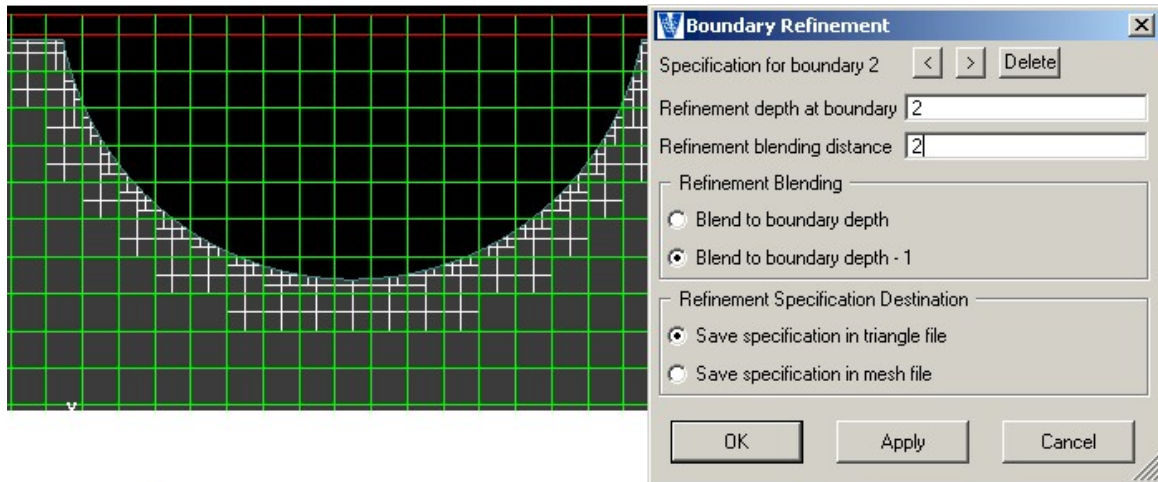 Boundary Refinement
Specification for boundary 2 < > Delete
Refinement depth at boundary 2
Refinement blending distance 2
Refinement Blending
Blend to boundary depth
Blend to boundary depth - 1
Refinement Specification Destination
Save specification in triangle file
Save specification in mesh file
OK Apply Cancel